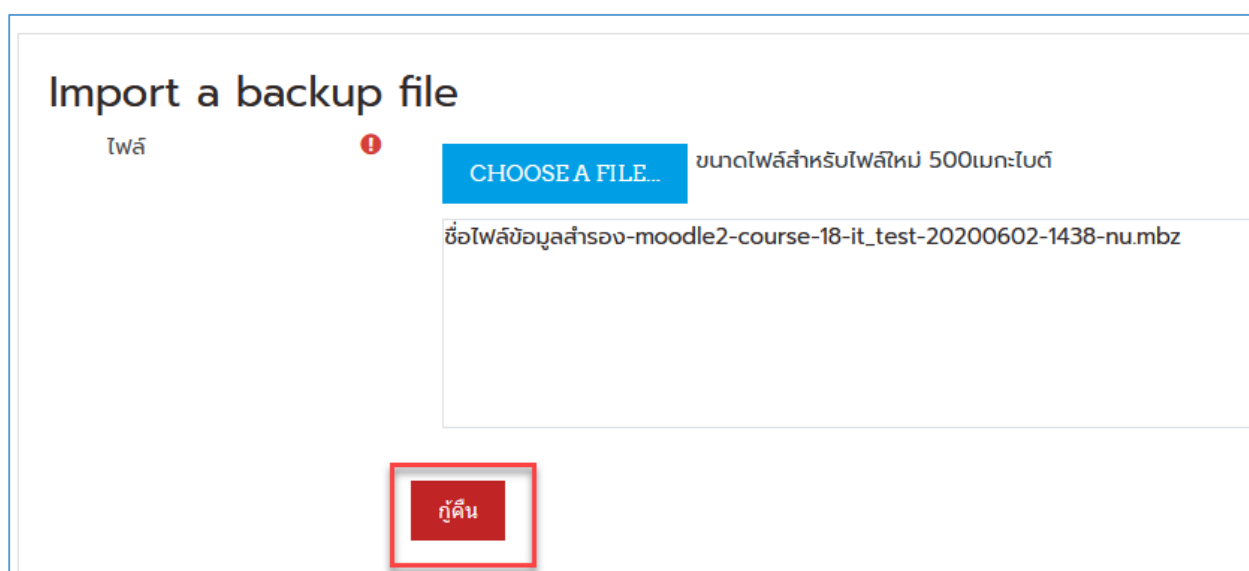 Import a backup file
ไฟล์
CHOOSE A FILE...
ขนาดไฟล์สำหรับไฟล์ใหม่ 500เมกะไบต์
ชื่อไฟล์ข้อมูลสำรอง-moodle2-course-18-it_test-20200602-1438-nu.mbz
กู้คืน